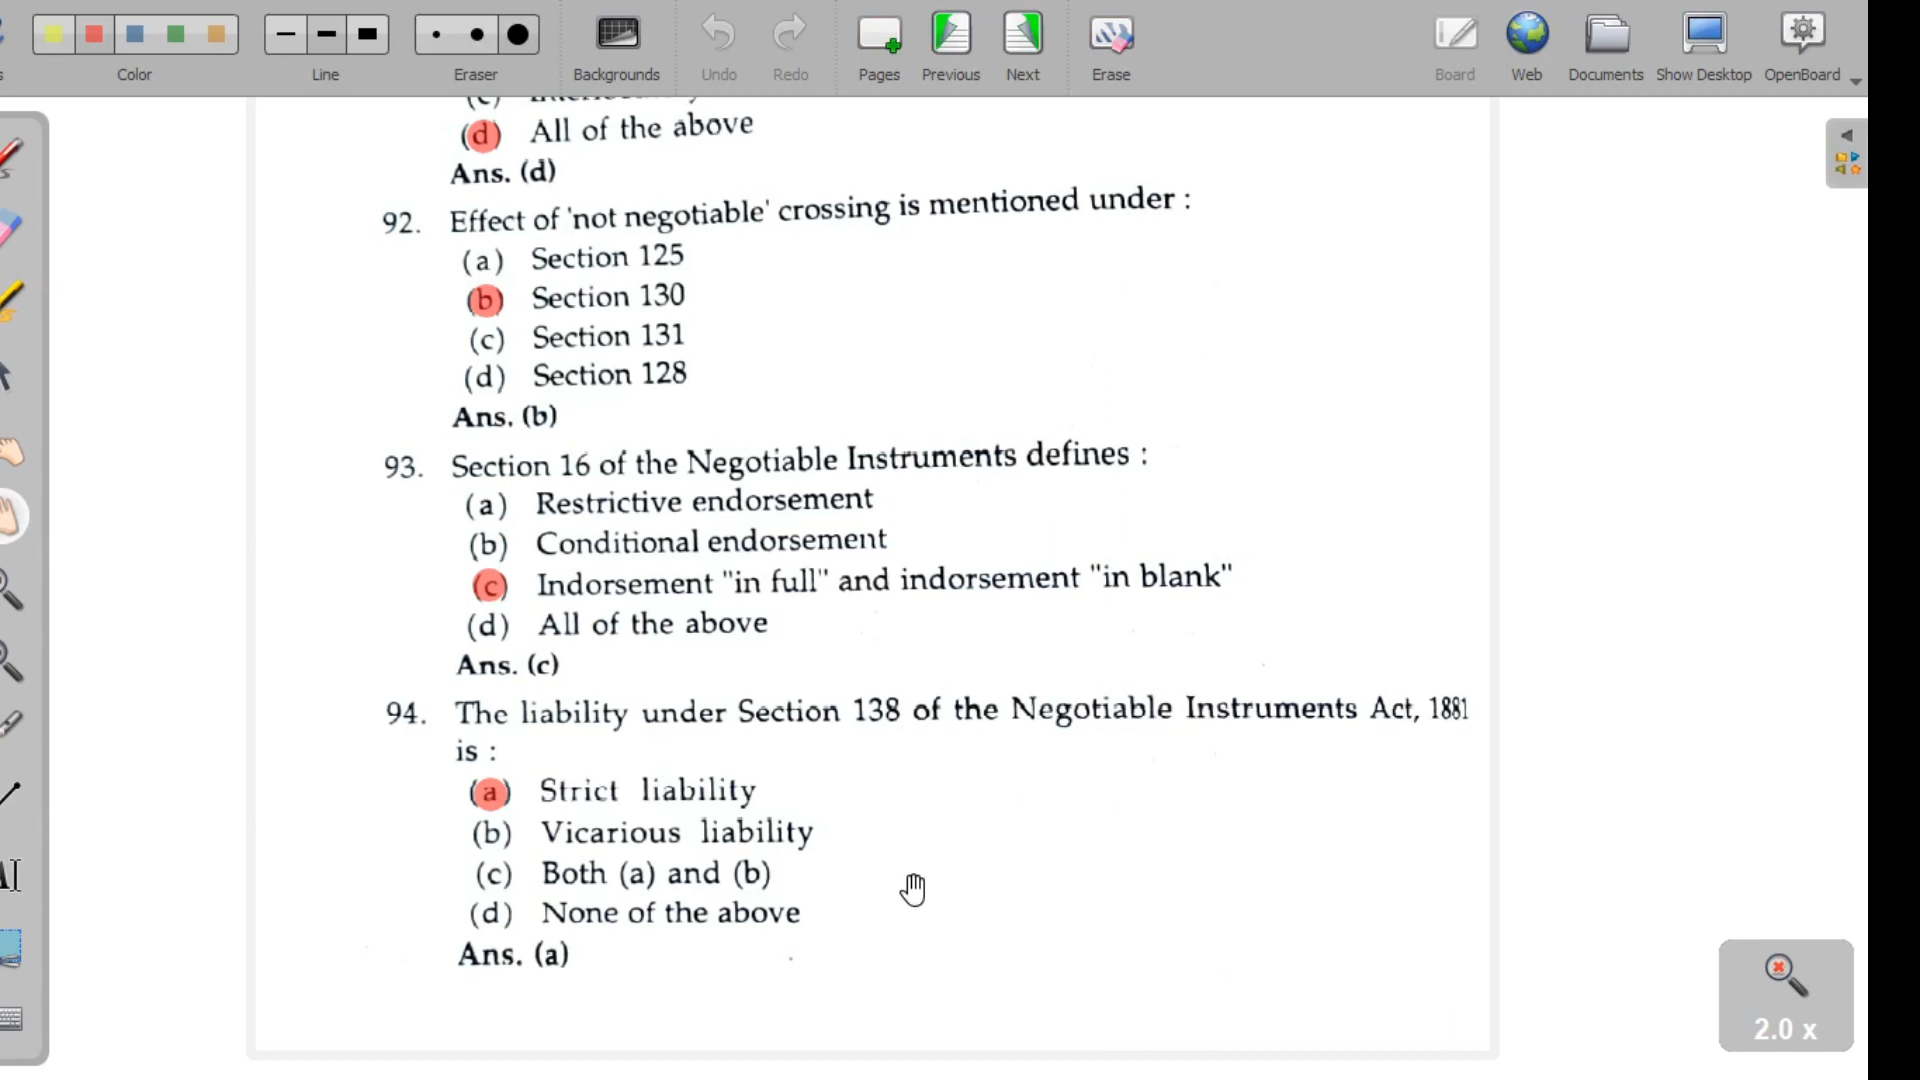 Color
Line
Eraser
Backgrounds
Undo
Redo
Pages
Previous
Next
Erase
Board
Web
Documents
Show Desktop
OpenBoard
(d) All of the above
Ans. (d)
92. Effect of 'not negotiable' crossing is mentioned under :
(a) Section 125
(b) Section 130
(c) Section 131
(d) Section 128
Ans. (b)
93. Section 16 of the Negotiable Instruments defines :
(a) Restrictive endorsement
(b) Conditional endorsement
(c) Indorsement "in full" and indorsement "in blank"
(d) All of the above
Ans. (c)
94. The liability under Section 138 of the Negotiable Instruments Act, 1881
is :
(a) Strict liability
(b) Vicarious liability
(c) Both (a) and (b)
(d) None of the above
Ans. (a)
2.0 x